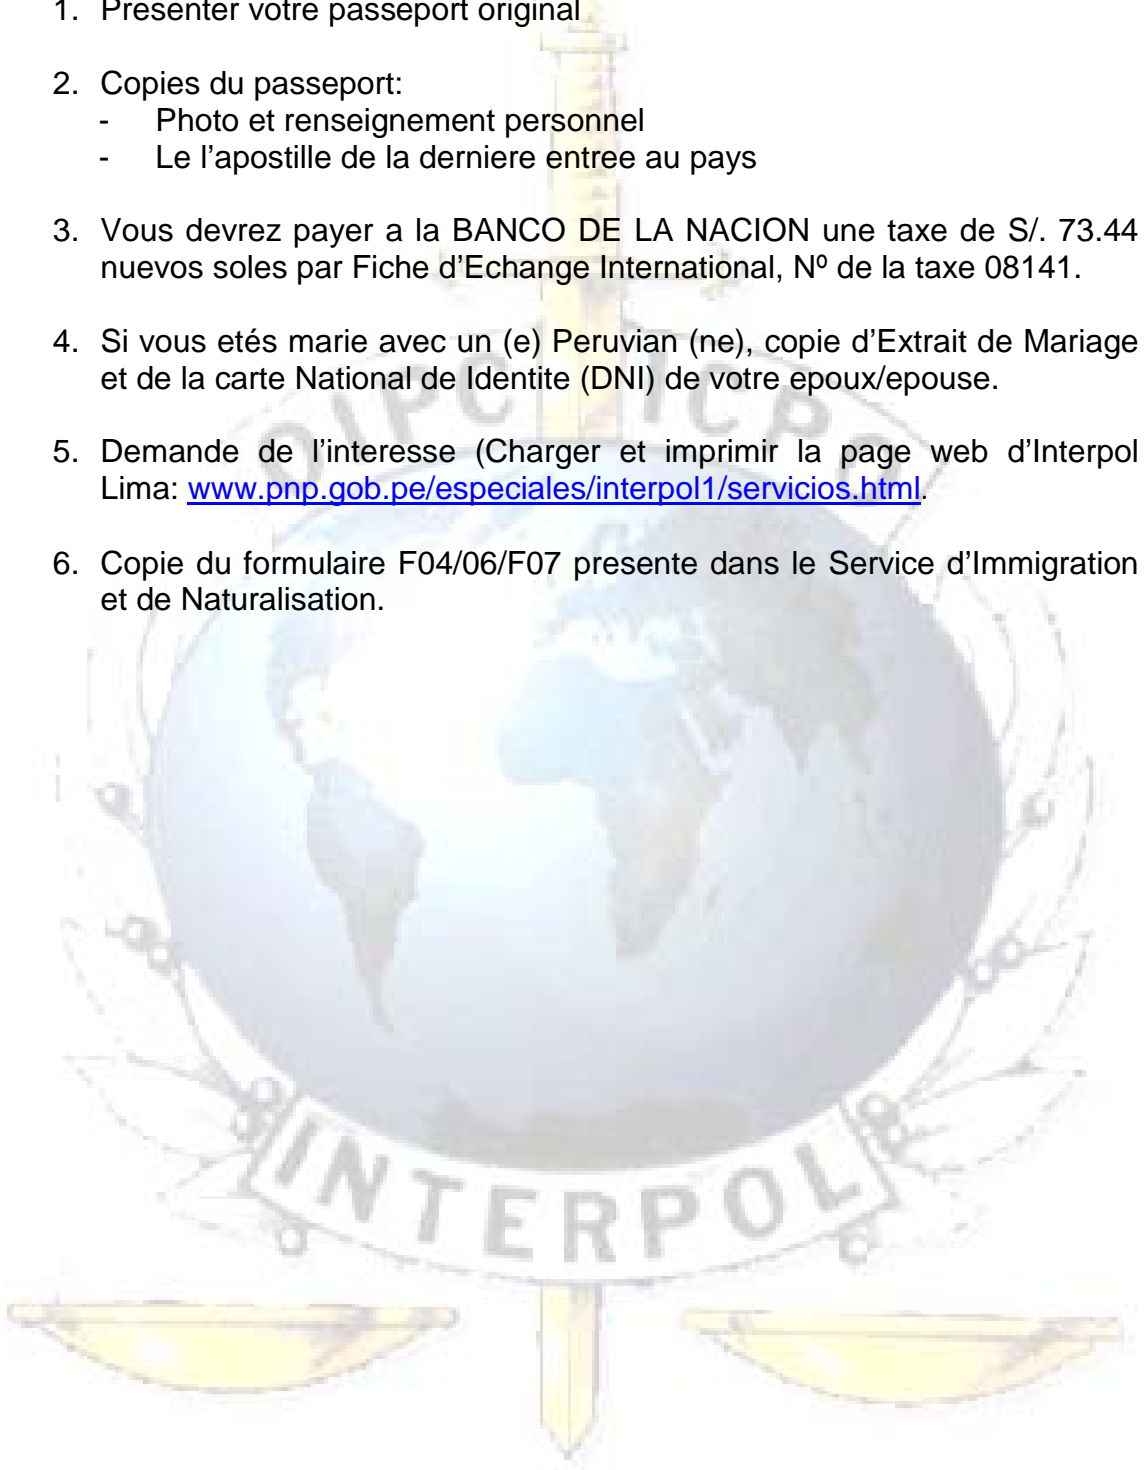 1. Presenter votre passeport original
2. Copies du passeport:
- Photo et renseignement personnel
- Le l'apostille de la derniere entree au pays
3. Vous devrez payer a la BANCO DE LA NACION une taxe de S/. 73.44
nuevos soles par Fiche d'Echange International, Nº de la taxe 08141.
4. Si vous etés marie avec un (e) Peruvian (ne), copie d'Extrait de Mariage
et de la carte National de Identite (DNI) de votre epoux/epouse.
OIPC ICPO
5. Demande de l'interesse (Charger et imprimir la page web d'Interpol
Lima: www.pnp.gob.pe/especiales/interpol1/servicios.html.
6. Copie du formulaire F04/06/F07 presente dans le Service d'Immigration
et de Naturalisation.
INTERPOL